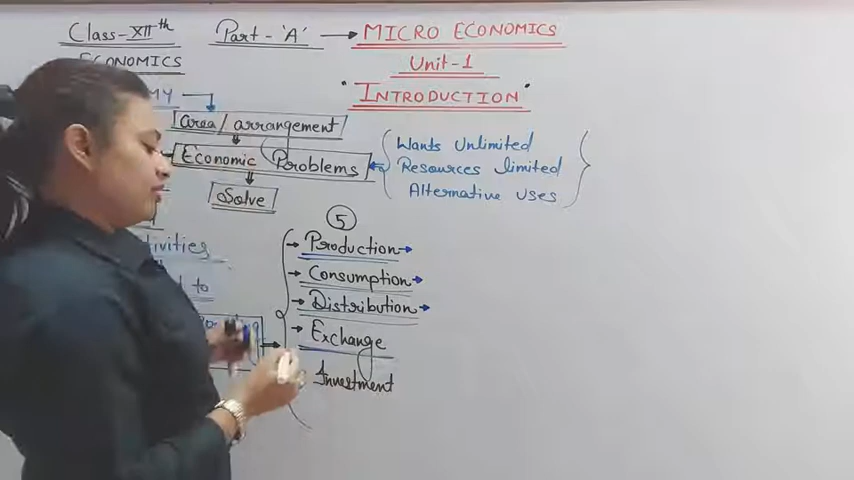 Class-XIIth Part-'A' → MICRO ECONOMICS
ECONOMICS
Unit-1
INTRODUCTION
area/arrangement
Economic Problems
Solve
Wants Unlimited
Resources limited
Alternative Uses
5
Production
Consumption
Distribution
Exchange
Investment
to